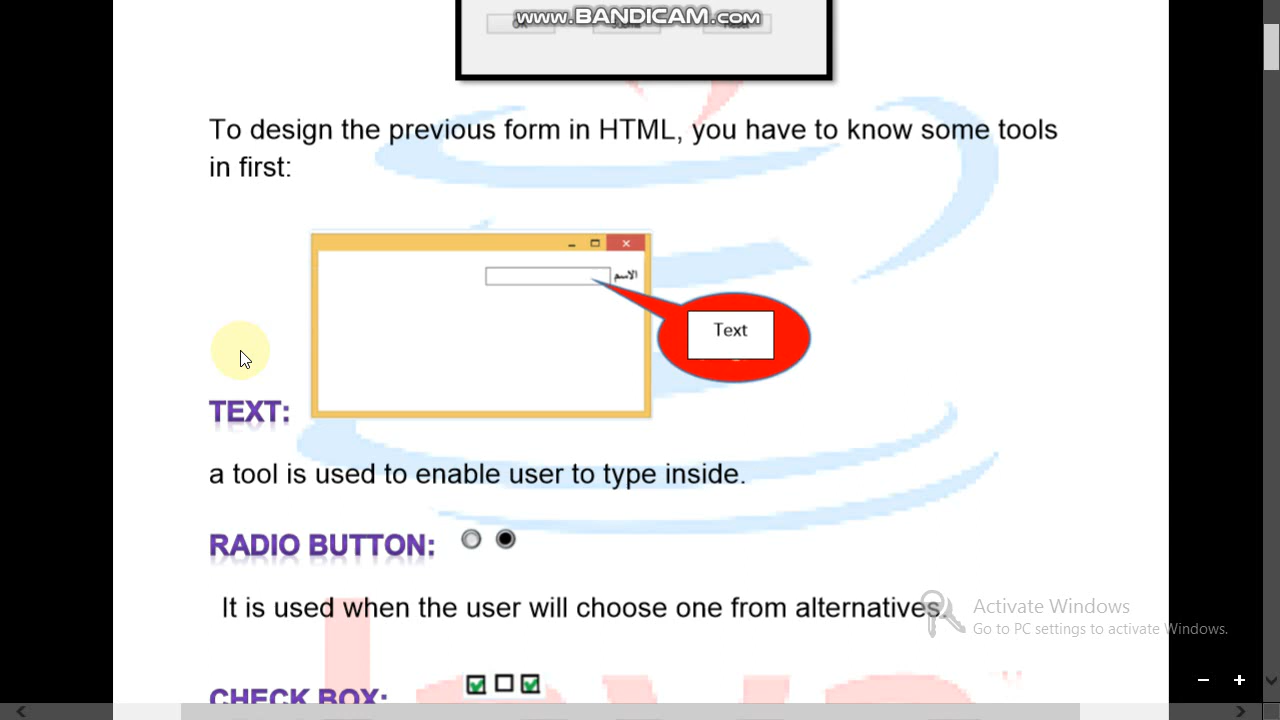 www.BANDICAM.com
To design the previous form in HTML, you have to know some tools
in first:
الاسم
Text
TEXT:
a tool is used to enable user to type inside.
RADIO BUTTON:
It is used when the user will choose one from alternatives.
Activate Windows
Go to PC settings to activate Windows.
CHECK BOX: